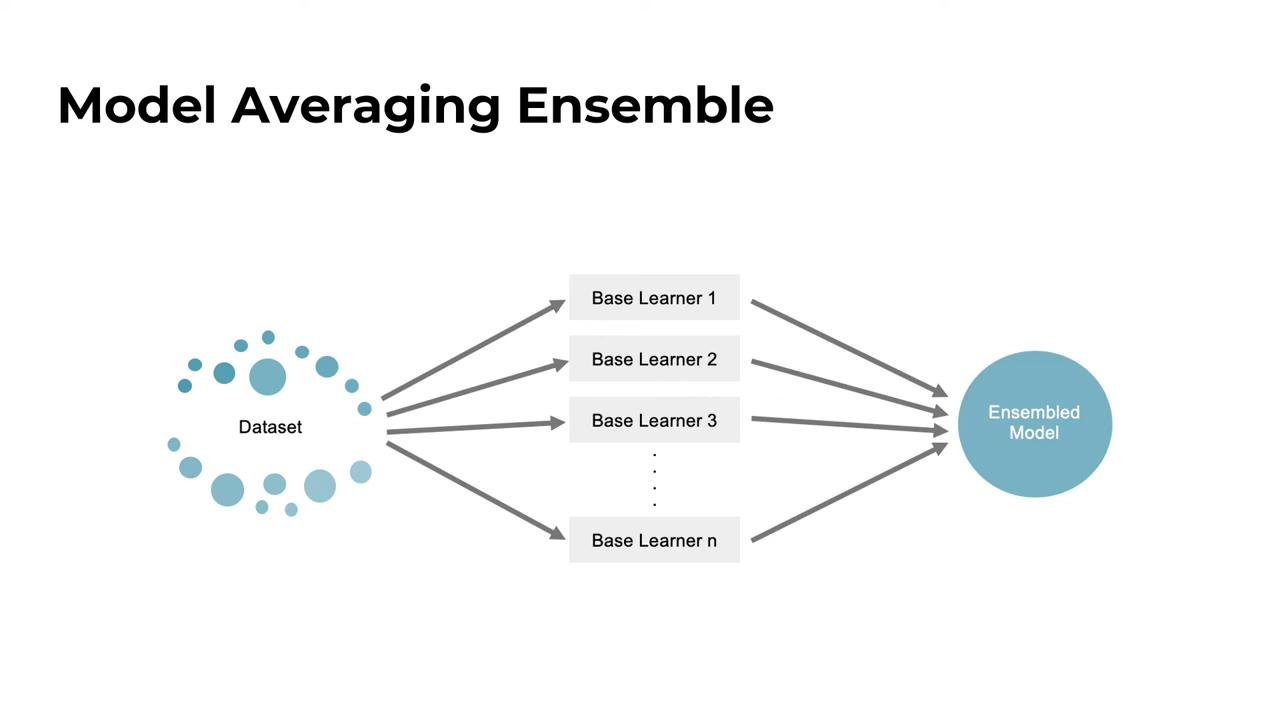 Model Averaging Ensemble
Base Learner 1
Base Learner 2
Base Learner 3
Base Learner n
Dataset
Ensembled
Model